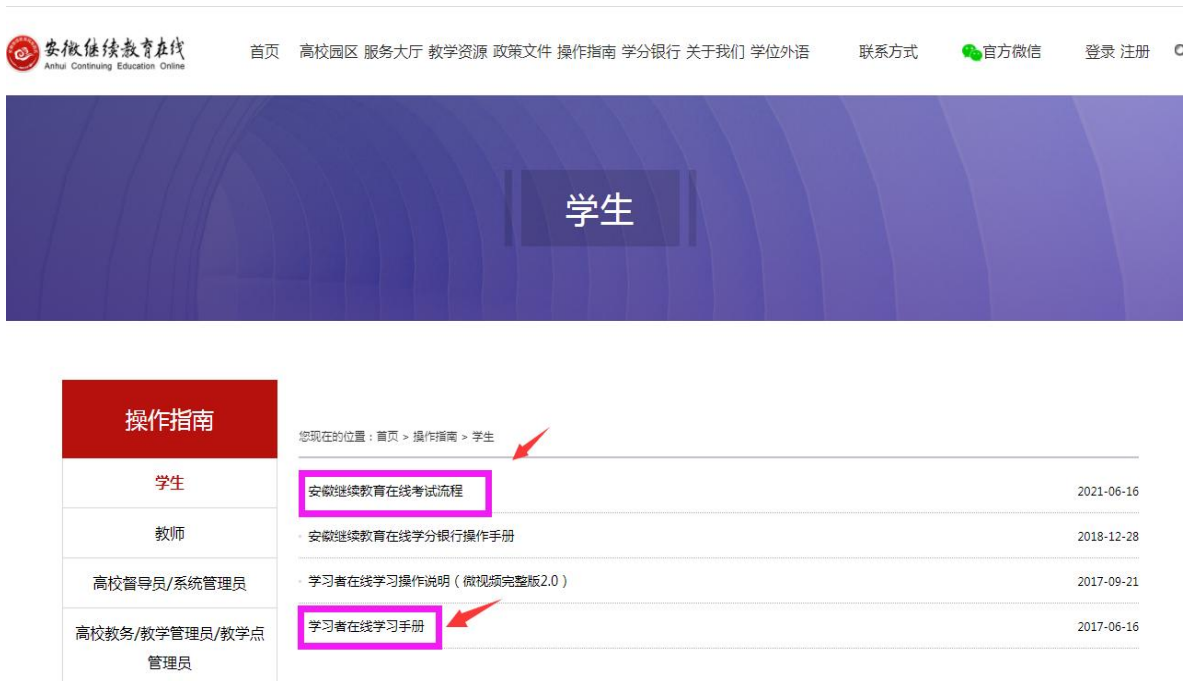 安徽继续教育在线
Anhui Continuing Education Online
首页 高校园区 服务大厅 教学资源 政策文件 操作指南 学分银行 关于我们 学位外语 联系方式 官方微信 登录 注册
学生
操作指南
学生
教师
高校督导员/系统管理员
高校教务/教学管理员/教学点
管理员
您现在的位置：首页 > 操作指南 > 学生
安徽继续教育在线考试流程 2021-06-16
安徽继续教育在线学分银行操作手册 2018-12-28
学习者在线学习操作说明（微视频完整版2.0） 2017-09-21
学习者在线学习手册 2017-06-16